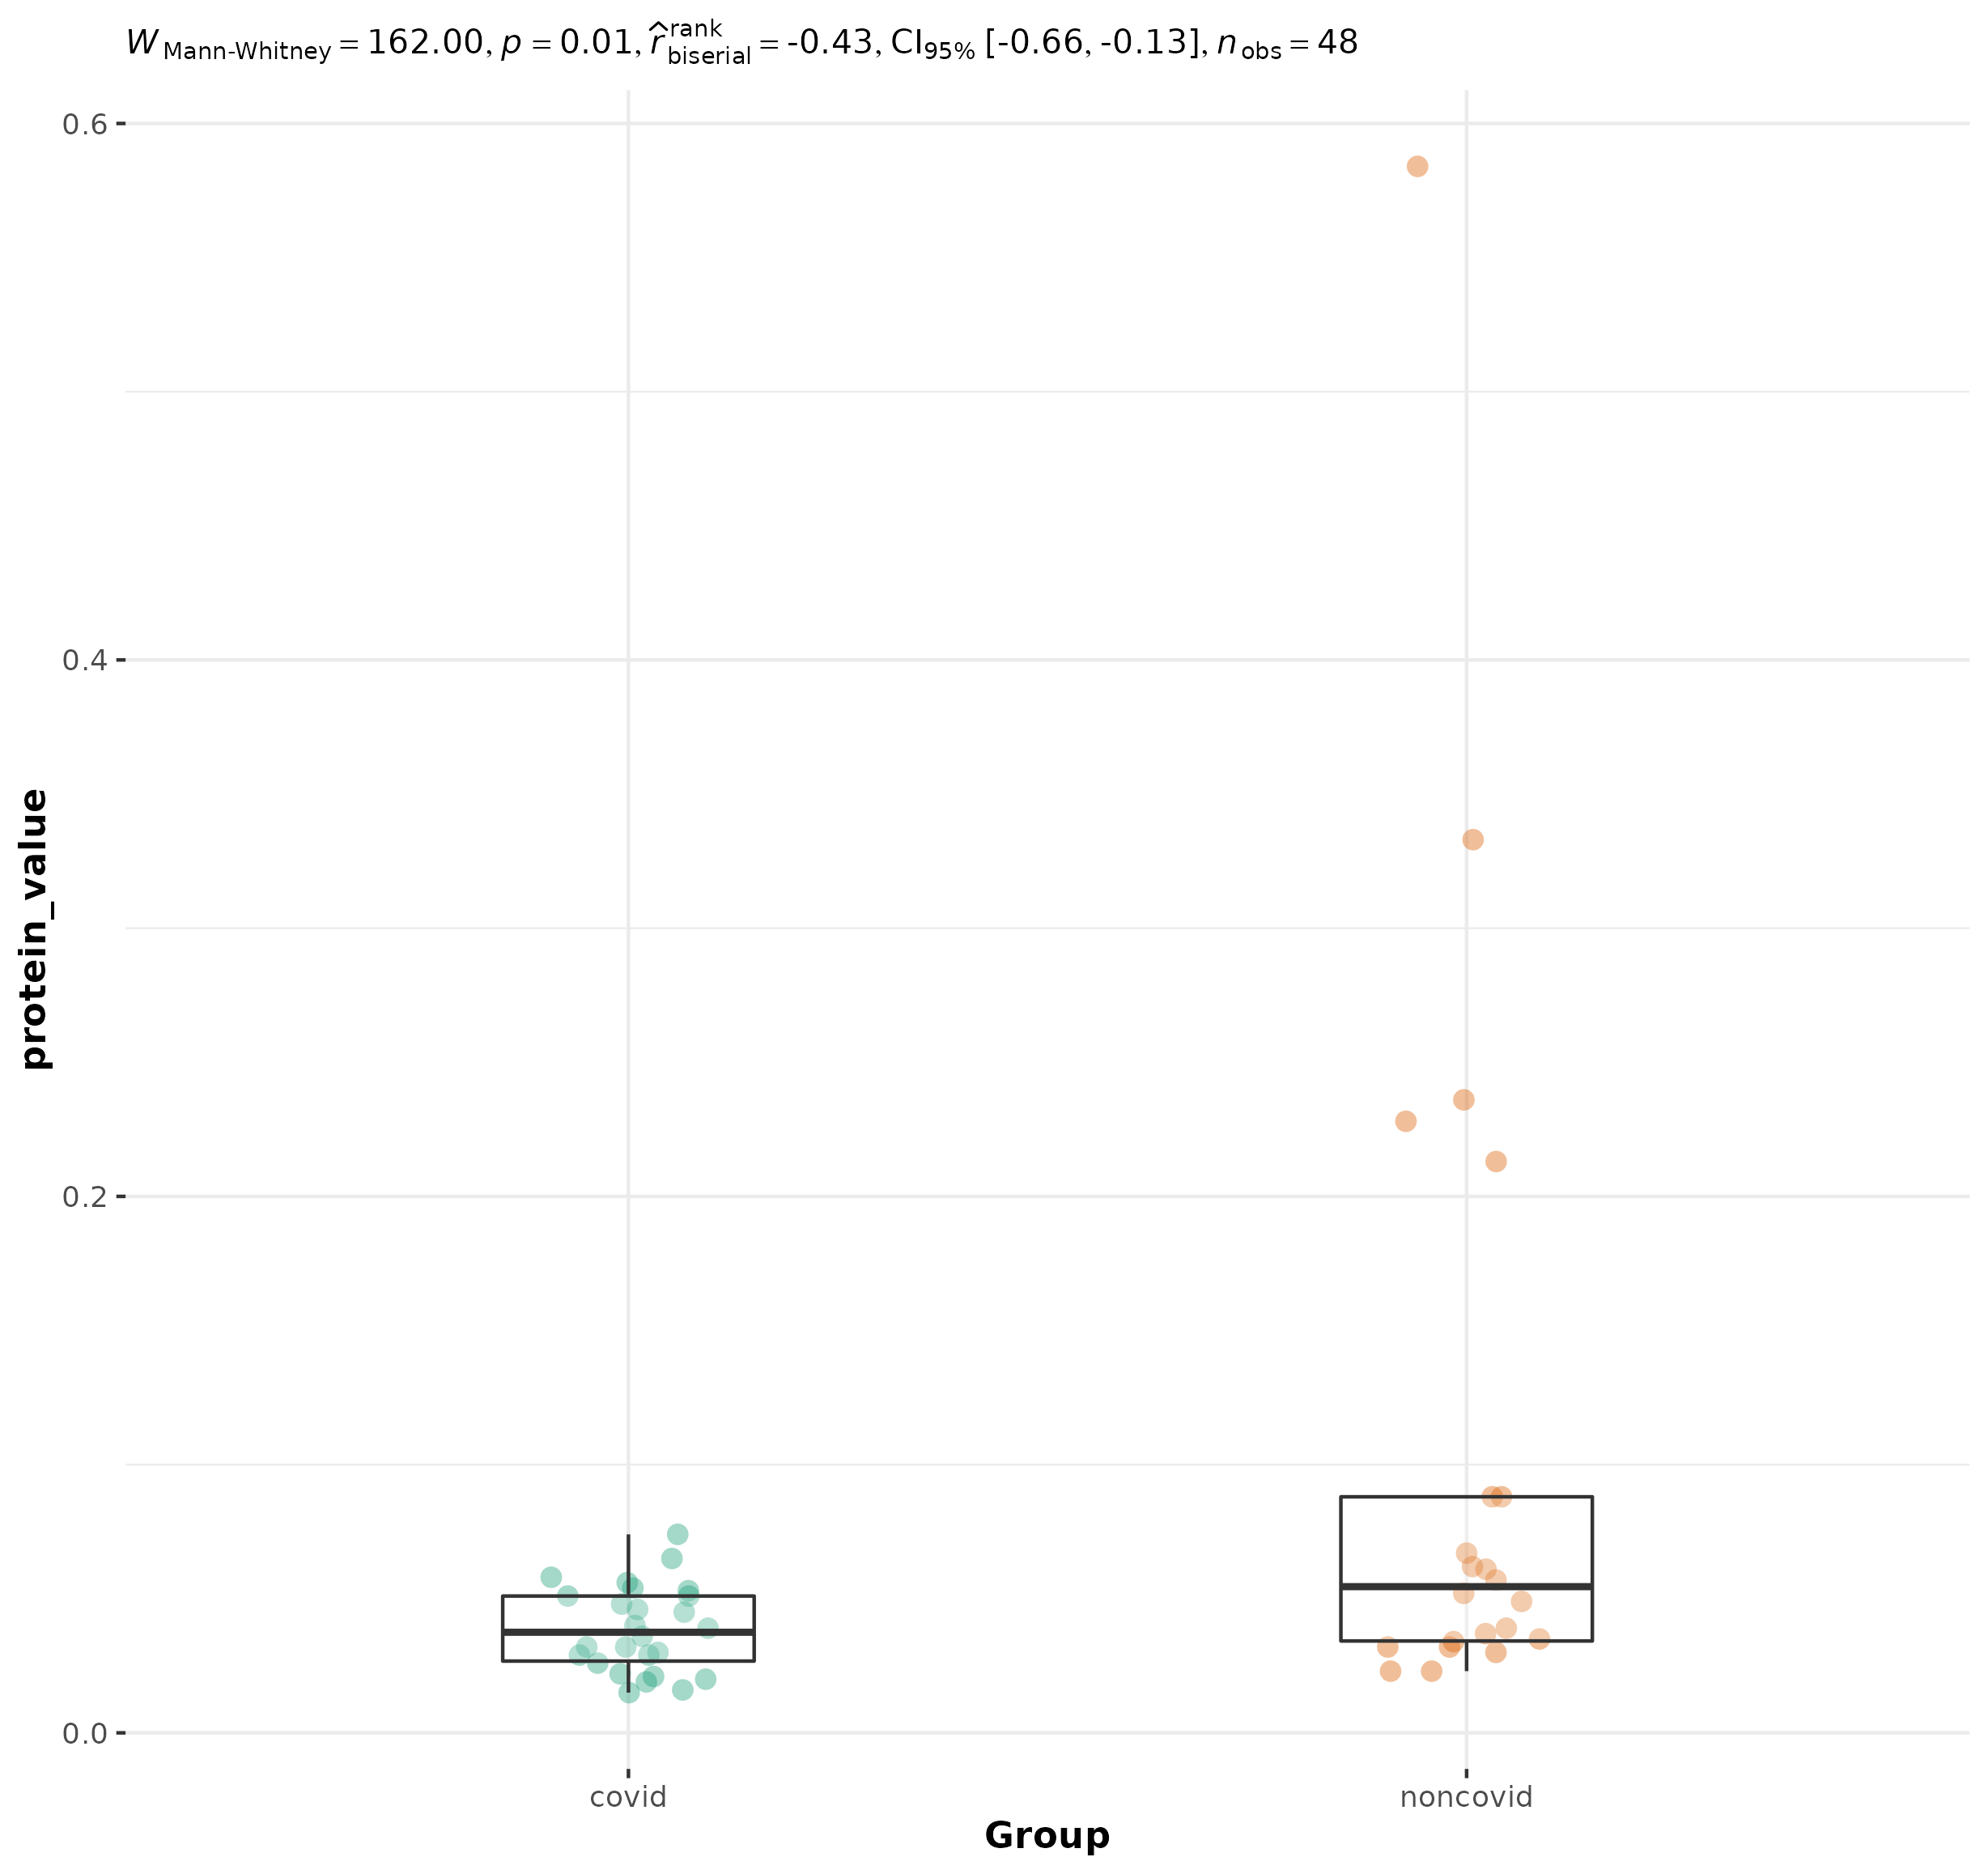 W Mann-Whitney = 162.00, p = 0.01, r̂ rank biserial = -0.43, CI95% [-0.66, -0.13], n obs = 48
0.6
0.4
0.2
0.0
protein_value
covid noncovid
Group